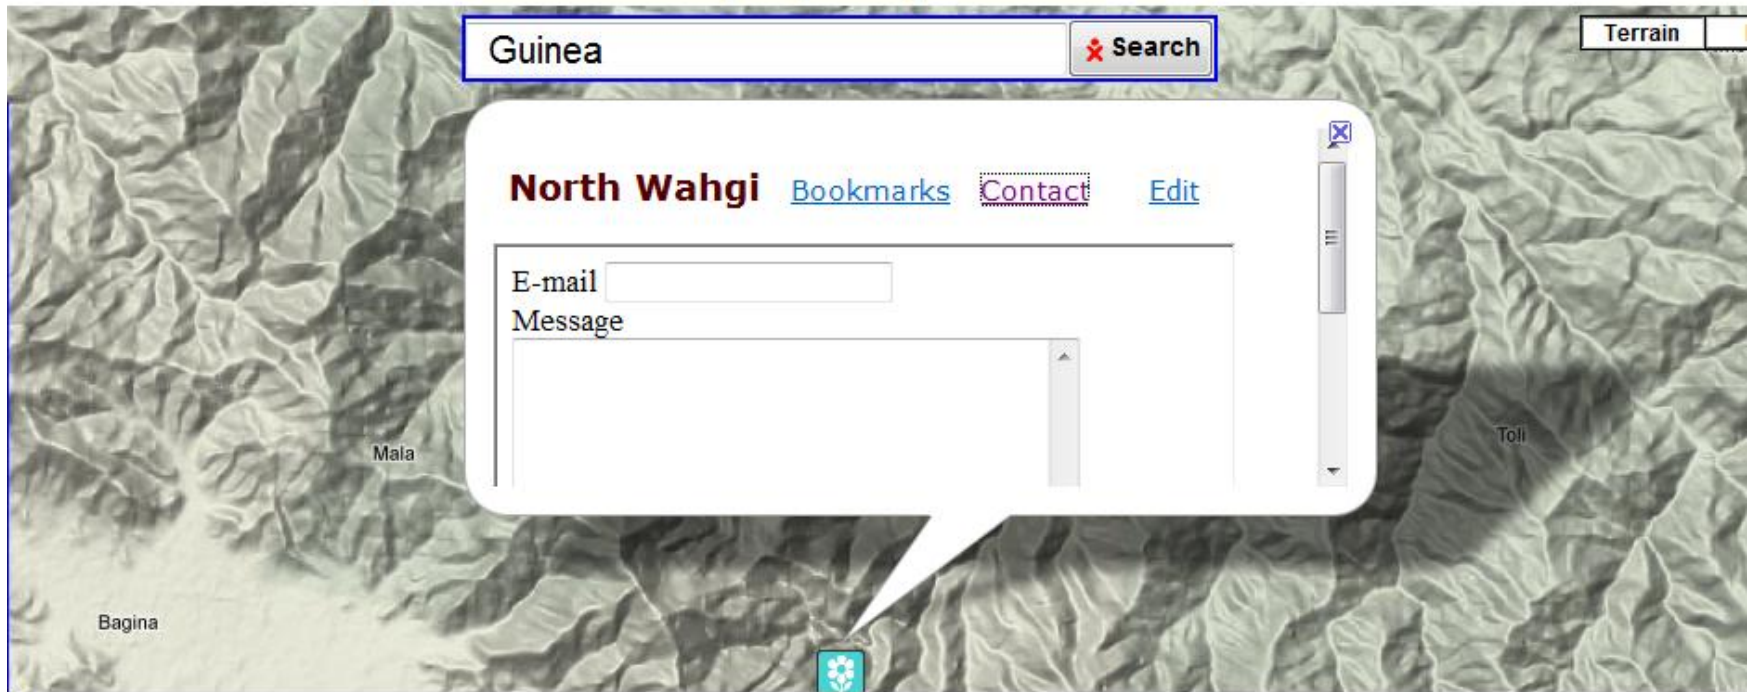 Guinea
Search
Terrain
North Wahgi Bookmarks Contact Edit
E-mail
Message
Mala
Toli
Bagina